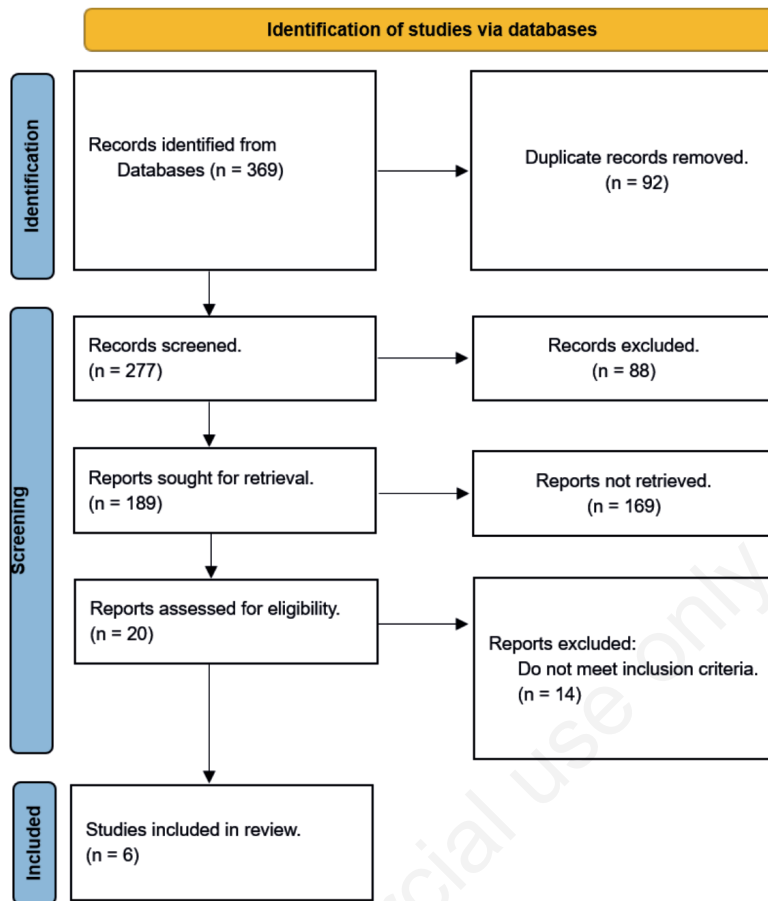 Identification of studies via databases
Identification
Records identified from
Databases (n = 369)
Duplicate records removed.
(n = 92)
Screening
Records screened.
(n = 277)
Records excluded.
(n = 88)
Reports sought for retrieval.
(n = 189)
Reports not retrieved.
(n = 169)
Reports assessed for eligibility.
(n = 20)
Reports excluded:
Do not meet inclusion criteria.
(n = 14)
Included
Studies included in review.
(n = 6)
use only